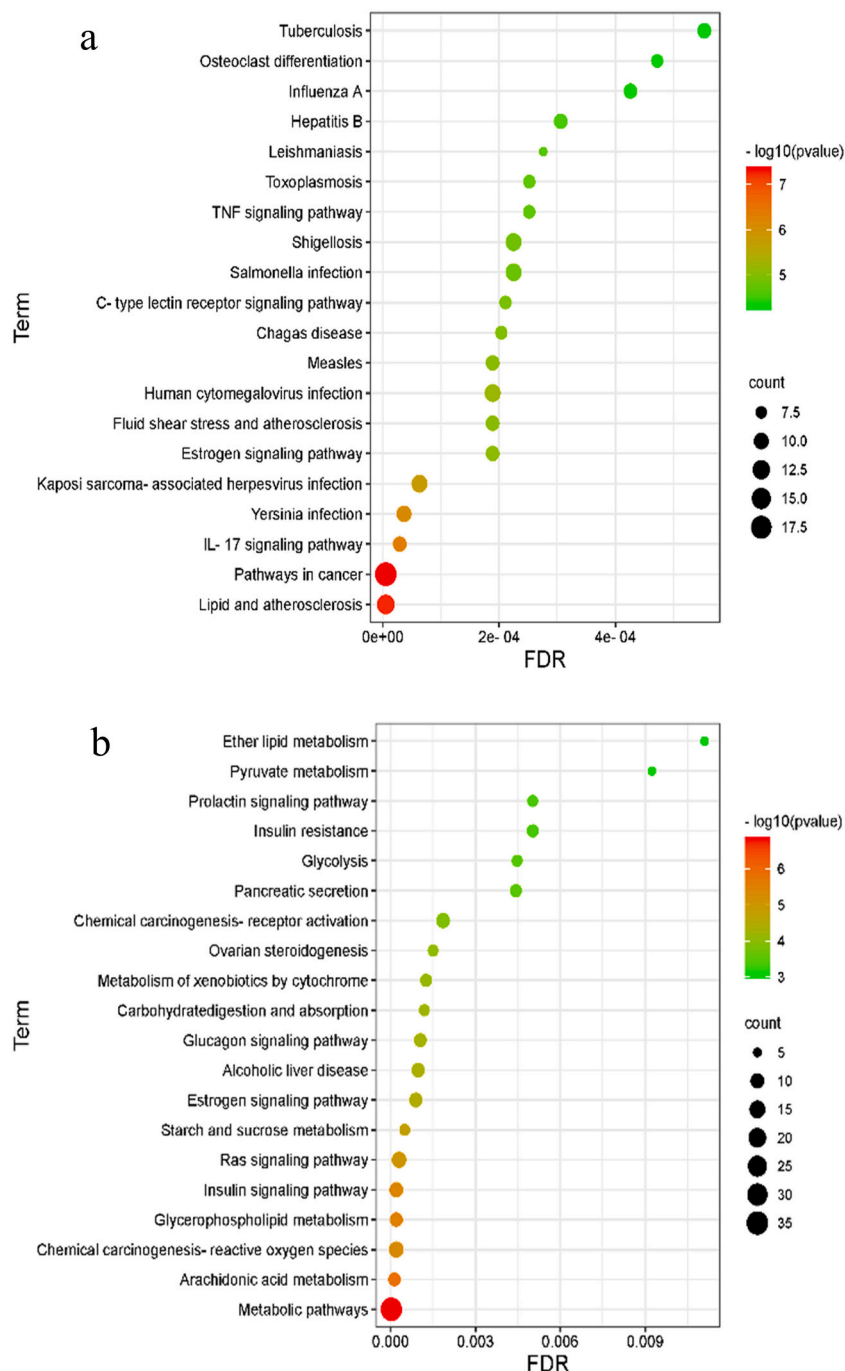 a
Tuberculosis
Osteoclast differentiation
Influenza A
Hepatitis B
Leishmaniasis
Toxoplasmosis
TNF signaling pathway
Shigellosis
Salmonella infection
C- type lectin receptor signaling pathway
Chagas disease
Measles
Human cytomegalovirus infection
Fluid shear stress and atherosclerosis
Estrogen signaling pathway
Kaposi sarcoma- associated herpesvirus infection
Yersinia infection
IL- 17 signaling pathway
Pathways in cancer
Lipid and atherosclerosis
Term
0e+00 2e- 04 4e- 04
FDR
- log10(pvalue)
7
6
5
count
7.5
10.0
12.5
15.0
17.5
b
Ether lipid metabolism
Pyruvate metabolism
Prolactin signaling pathway
Insulin resistance
Glycolysis
Pancreatic secretion
Chemical carcinogenesis- receptor activation
Ovarian steroidogenesis
Metabolism of xenobiotics by cytochrome
Carbohydratedigestion and absorption
Glucagon signaling pathway
Alcoholic liver disease
Estrogen signaling pathway
Starch and sucrose metabolism
Ras signaling pathway
Insulin signaling pathway
Glycerophospholipid metabolism
Chemical carcinogenesis- reactive oxygen species
Arachidonic acid metabolism
Metabolic pathways
Term
0.000 0.003 0.006 0.009
FDR
- log10(pvalue)
6
5
4
3
count
5
10
15
20
25
30
35